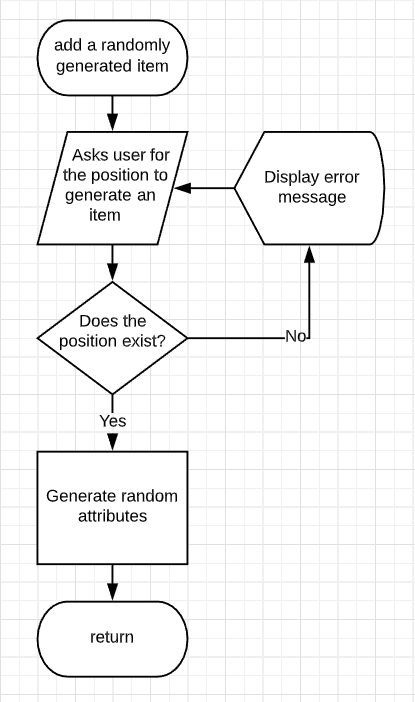 add a randomly
generated item
Asks user for
the position to
generate an
item
Display error
message
Does the
position exist?
No
Yes
Generate random
attributes
return